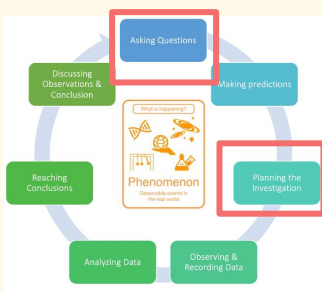 Asking Questions
Making predictions
Planning the
Investigation
Observing &
Recording Data
Analyzing Data
Reaching
Conclusions
Discussing
Observations &
Conclusion
What is happening?
Phenomenon
Observable events in
the real world